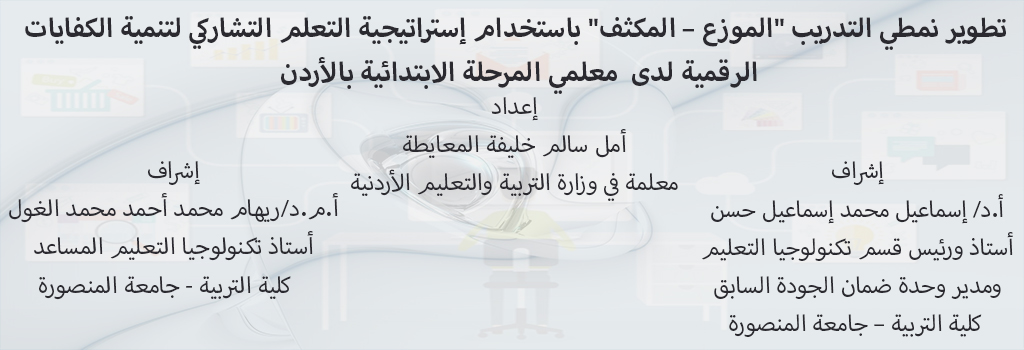 تطوير نمطي التدريب "الموزع – المكثف" باستخدام إستراتيجية التعلم التشاركي لتنمية الكفايات
الرقمية لدى معلمي المرحلة الابتدائية بالأردن
إعداد
أمل سالم خليفة المعايطة
معلمة في وزارة التربية والتعليم الأردنية
إشراف
أ.د/ إسماعيل محمد إسماعيل حسن
أستاذ ورئيس قسم تكنولوجيا التعليم
ومدير وحدة ضمان الجودة السابق
كلية التربية – جامعة المنصورة
إشراف
أ.م.د/ريهام محمد أحمد محمد الغول
أستاذ تكنولوجيا التعليم المساعد
كلية التربية - جامعة المنصورة